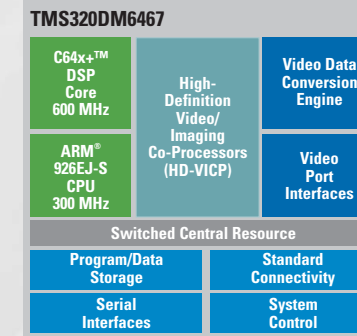 TMS320DM6467
C64x+™
DSP
Core
600 MHz
High-
Definition
Video/
Imaging
Co-Processors
(HD-VICP)
Video Data
Conversion
Engine
ARM®
926EJ-S
CPU
300 MHz
Video
Port
Interfaces
Switched Central Resource
Program/Data
Storage
Standard
Connectivity
Serial
Interfaces
System
Control